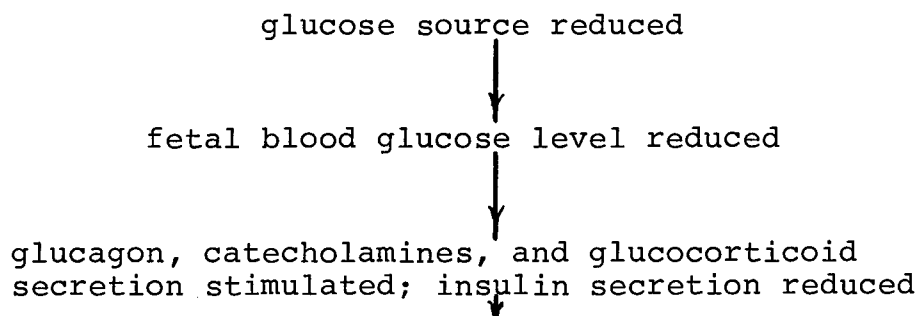 glucose source reduced
fetal blood glucose level reduced
glucagon, catecholamines, and glucocorticoid
secretion stimulated; insulin secretion reduced